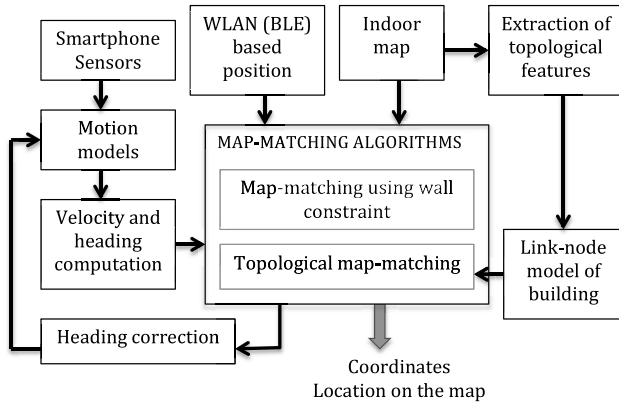 Smartphone
Sensors
WLAN (BLE)
based
position
Indoor
map
Extraction of
topological
features
Motion
models
MAP-MATCHING ALGORITHMS
Map-matching using wall
constraint
Velocity and
heading
computation
Topological map-matching
Link-node
model of
building
Heading correction
Coordinates
Location on the map